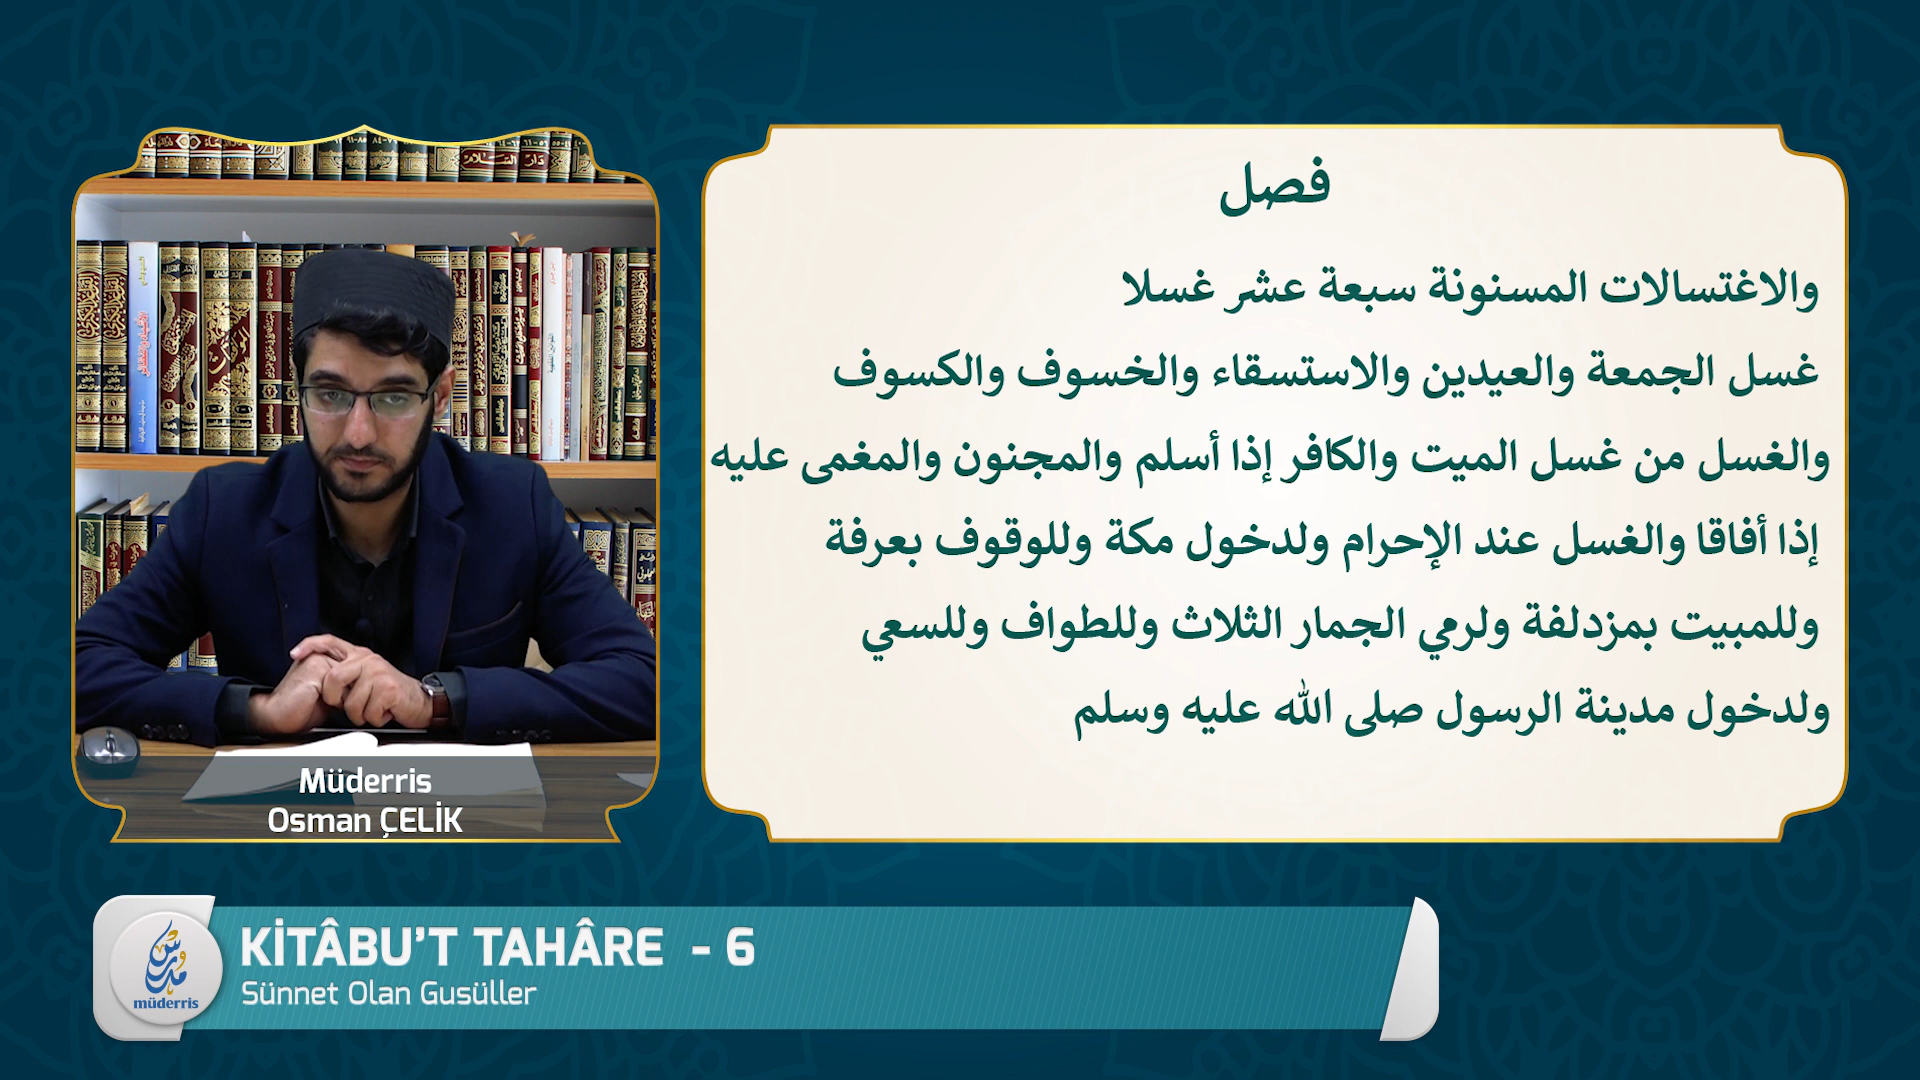 فصل
والاغتسالات المسنونة سبعة عشر غسلا
غسل الجمعة والعيدين والاستسقاء والخسوف والكسوف
والغسل من غسل الميت والكافر إذا أسلم والمجنون والمغمى عليه
إذا أفاقا والغسل عند الإحرام ولدخول مكة وللوقوف بعرفة
وللمبيت بمزدلفة ولرمي الجمار الثلاث وللطواف وللسعي
ولدخول مدينة الرسول صلى الله عليه وسلم
Müderris
Osman ÇELİK
KİTÂBU’T TAHÂRE - 6
Sünnet Olan Gusüller
müderris